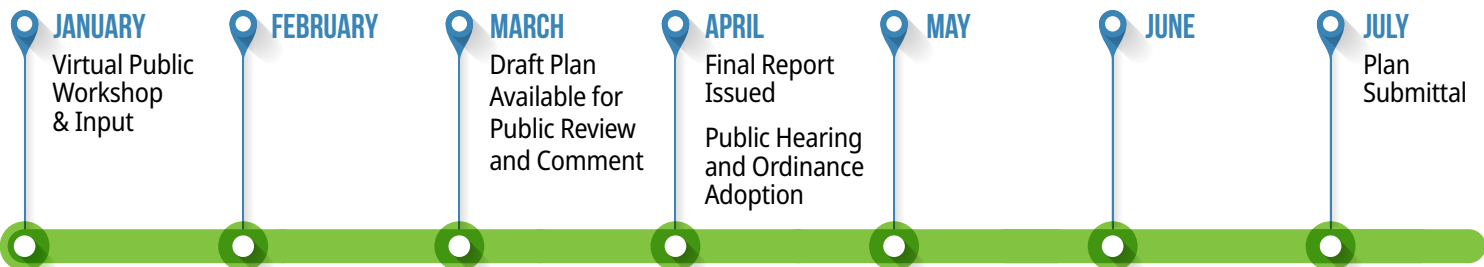 JANUARY
Virtual Public
Workshop
& Input
FEBRUARY
MARCH
Draft Plan
Available for
Public Review
and Comment
APRIL
Final Report
Issued
Public Hearing
and Ordinance
Adoption
MAY
JUNE
JULY
Plan
Submittal